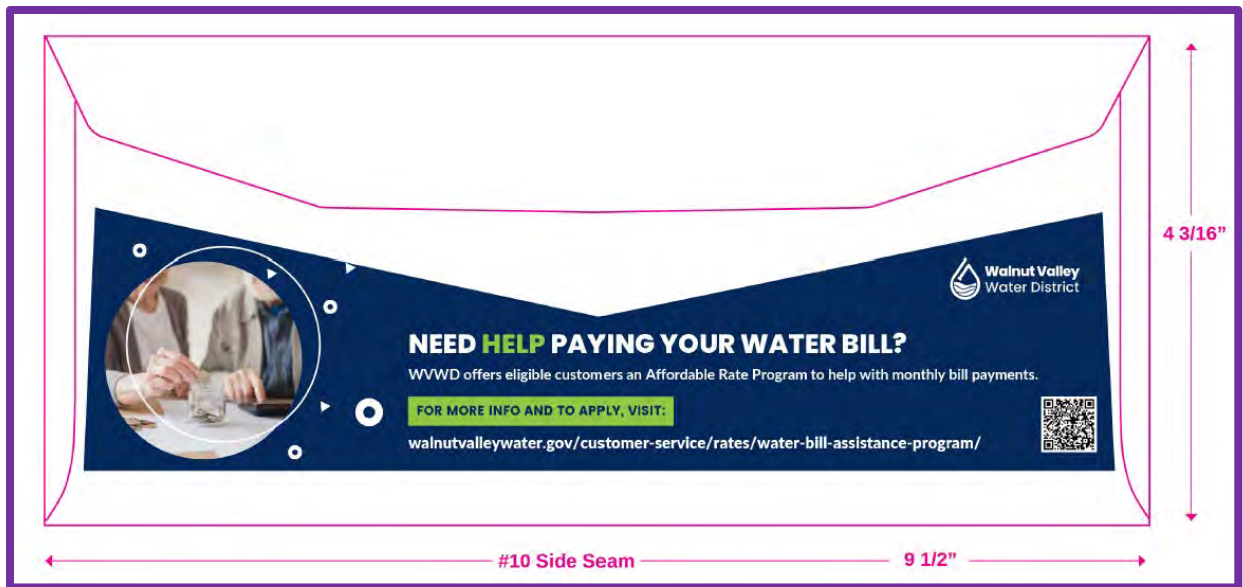 Walnut Valley
Water District
4 3/16”
NEED HELP PAYING YOUR WATER BILL?
WVWD offers eligible customers an Affordable Rate Program to help with monthly bill payments.
FOR MORE INFO AND TO APPLY, VISIT:
walnutvalleywater.gov/customer-service/rates/water-bill-assistance-program/
#10 Side Seam
9 1/2”